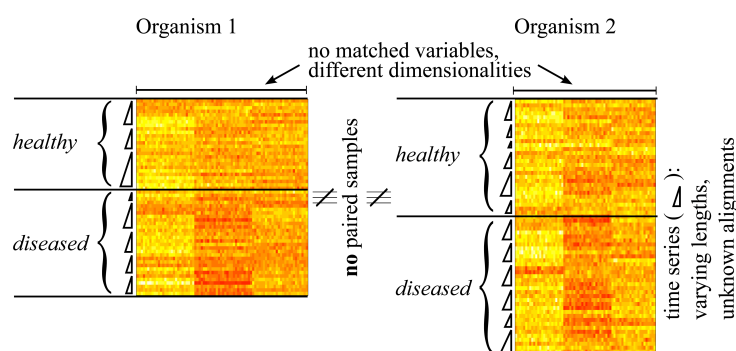 Organism 1
Organism 2
no matched variables,
different dimensionalities
healthy
diseased
no paired samples
healthy
diseased
time series ( ):
varying lengths,
unknown alignments